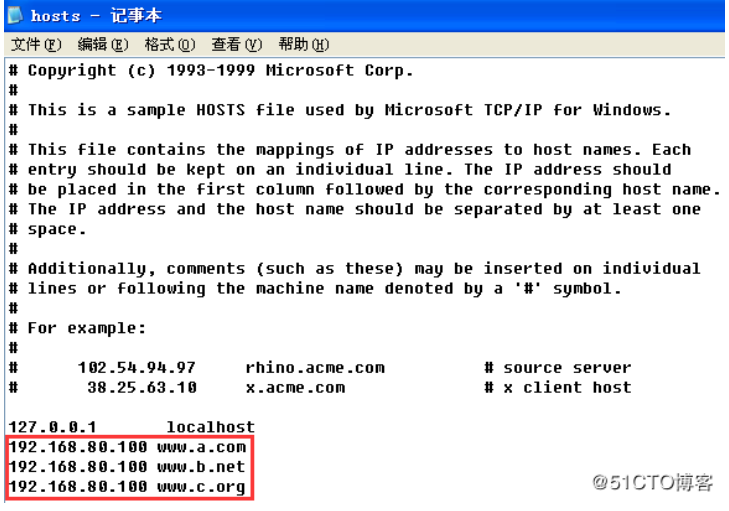 hosts - 记事本
文件(F) 编辑(E) 格式(O) 查看(V) 帮助(H)
# Copyright (c) 1993-1999 Microsoft Corp.
#
# This is a sample HOSTS file used by Microsoft TCP/IP for Windows.
#
# This file contains the mappings of IP addresses to host names. Each
# entry should be kept on an individual line. The IP address should
# be placed in the first column followed by the corresponding host name.
# The IP address and the host name should be separated by at least one
# space.
#
# Additionally, comments (such as these) may be inserted on individual
# lines or following the machine name denoted by a '#' symbol.
#
# For example:
#
#      102.54.94.97     rhino.acme.com          # source server
#       38.25.63.10     x.acme.com              # x client host
127.0.0.1       localhost
192.168.80.100 www.a.com
192.168.80.100 www.b.net
192.168.80.100 www.c.org
@51CTO博客